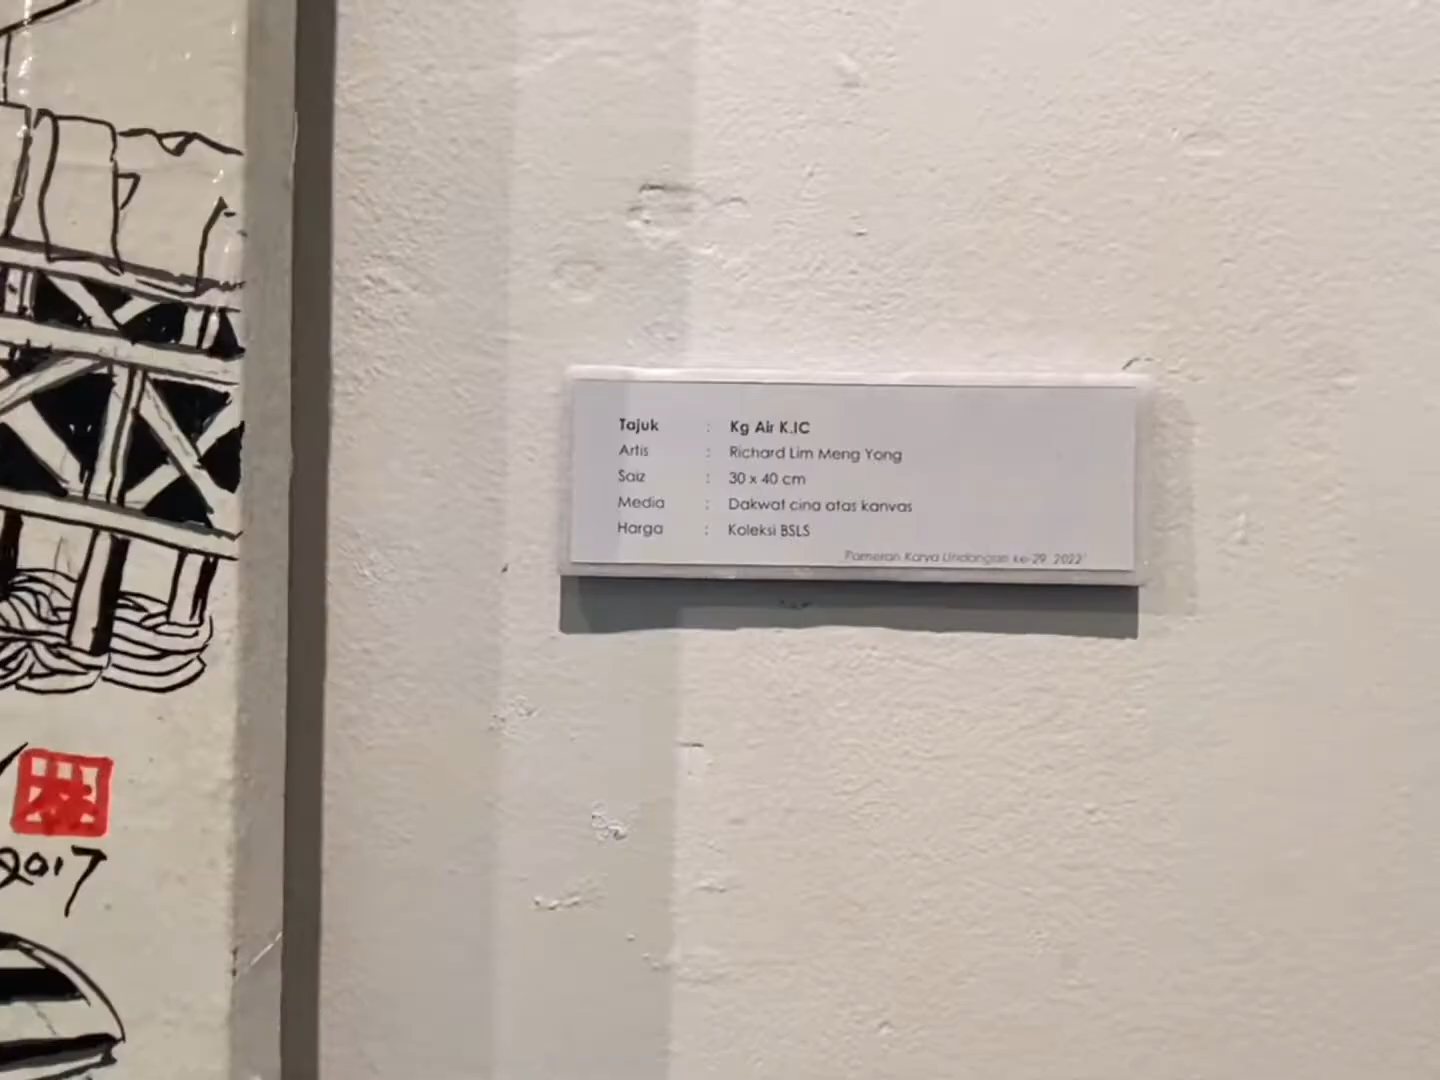 Tajuk : Kg Air K.IC
Artis : Richard Lim Meng Yong
Saiz : 30 x 40 cm
Media : Dakwat cina atas kanvas
Harga : Koleksi BSLS
Pameran Karya Undangan ke-29, 2022
林
2017